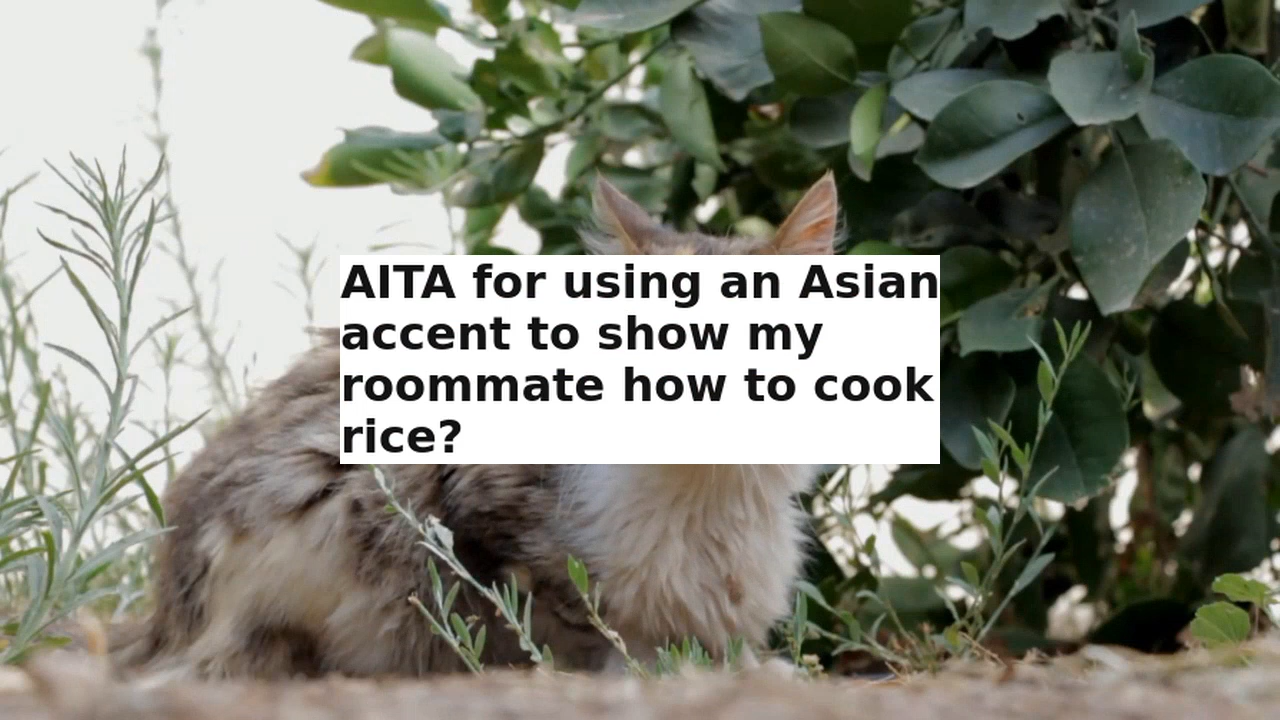 AITA for using an Asian
accent to show my
roommate how to cook
rice?